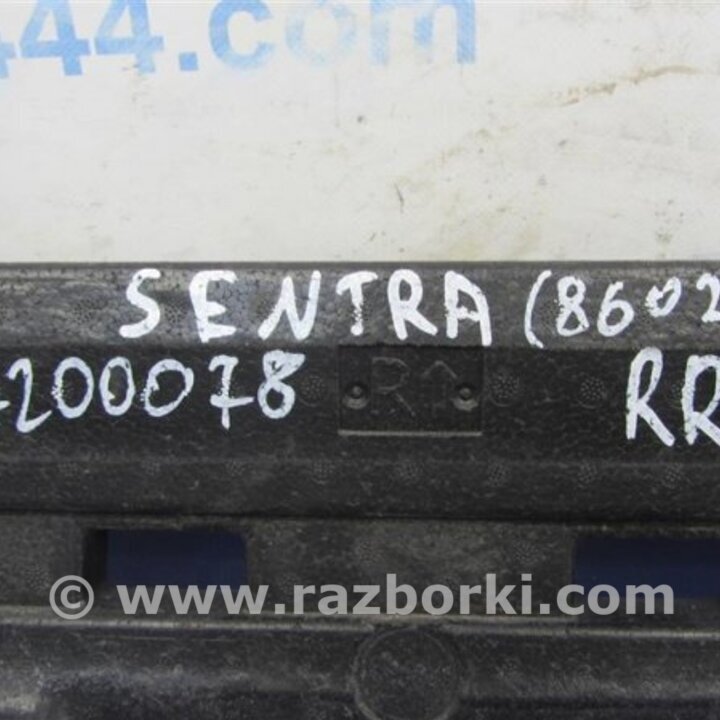 444.com
SENTRA (8602
200078 RR
R↑
© www.razborki.com